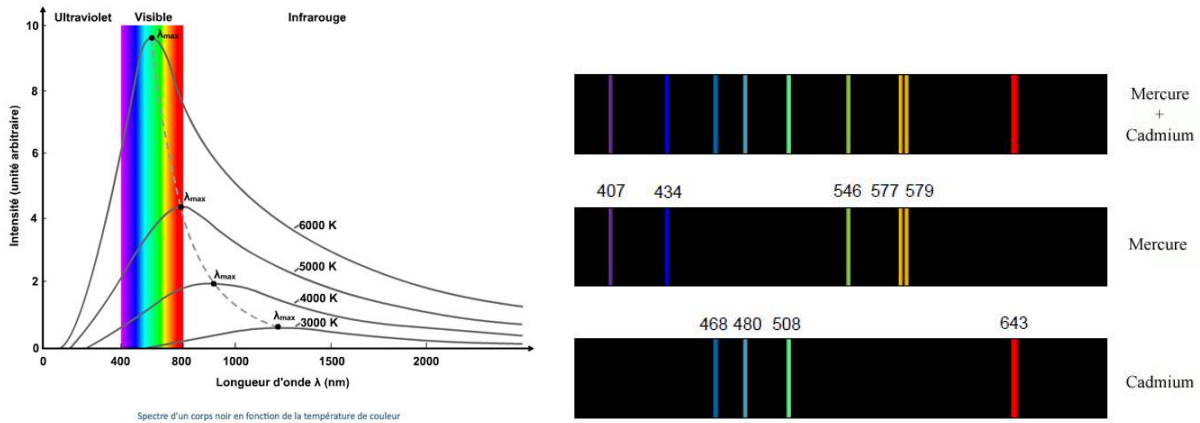 Ultraviolet Visible Infrarouge
10
8
6
4
2
0
Intensité (unité arbitraire)
λmax
λmax
λmax
λmax
6000 K
5000 K
4000 K
3000 K
0 400 800 1000 2000
Longueur d'onde λ (nm)
Spectre d'un corps noir en fonction de la température de couleur
Mercure
+
Cadmium
407 434 546 577 579
Mercure
468 480 508 643
Cadmium